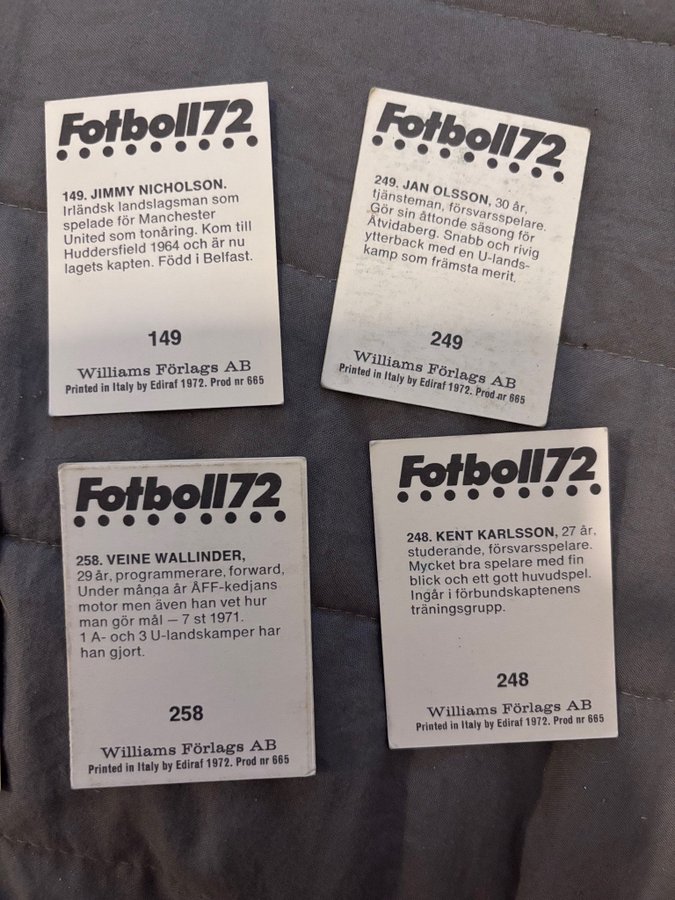 Fotboll72
149. JIMMY NICHOLSON.
Irländsk landslagsman som
spelade för Manchester
United som tonåring. Kom till
Huddersfield 1964 och är nu
lagets kapten. Född i Belfast.
149
Williams Förlags AB
Printed in Italy by Ediraf 1972. Prod nr 665
Fotboll72
249. JAN OLSSON, 30 år,
tjänsteman, försvarsspelare.
Gör sin åttonde säsong för
Åtvidaberg. Snabb och rivig
ytterback med en U-lands-
kamp som främsta merit.
249
Williams Förlags AB
Printed in Italy by Ediraf 1972. Prod nr 665
Fotboll72
258. VEINE WALLINDER,
29 år, programmerare, forward,
Under många år ÅFF-kedjans
motor men även han vet hur
man gör mål — 7 st 1971.
1 A- och 3 U-landskamper har
han gjort.
258
Williams Förlags AB
Printed in Italy by Ediraf 1972. Prod nr 665
Fotboll72
248. KENT KARLSSON, 27 år,
studerande, försvarsspelare.
Mycket bra spelare med fin
blick och ett gott huvudspel.
Ingår i förbundskaptenens
träningsgrupp.
248
Williams Förlags AB
Printed in Italy by Ediraf 1972. Prod nr 665